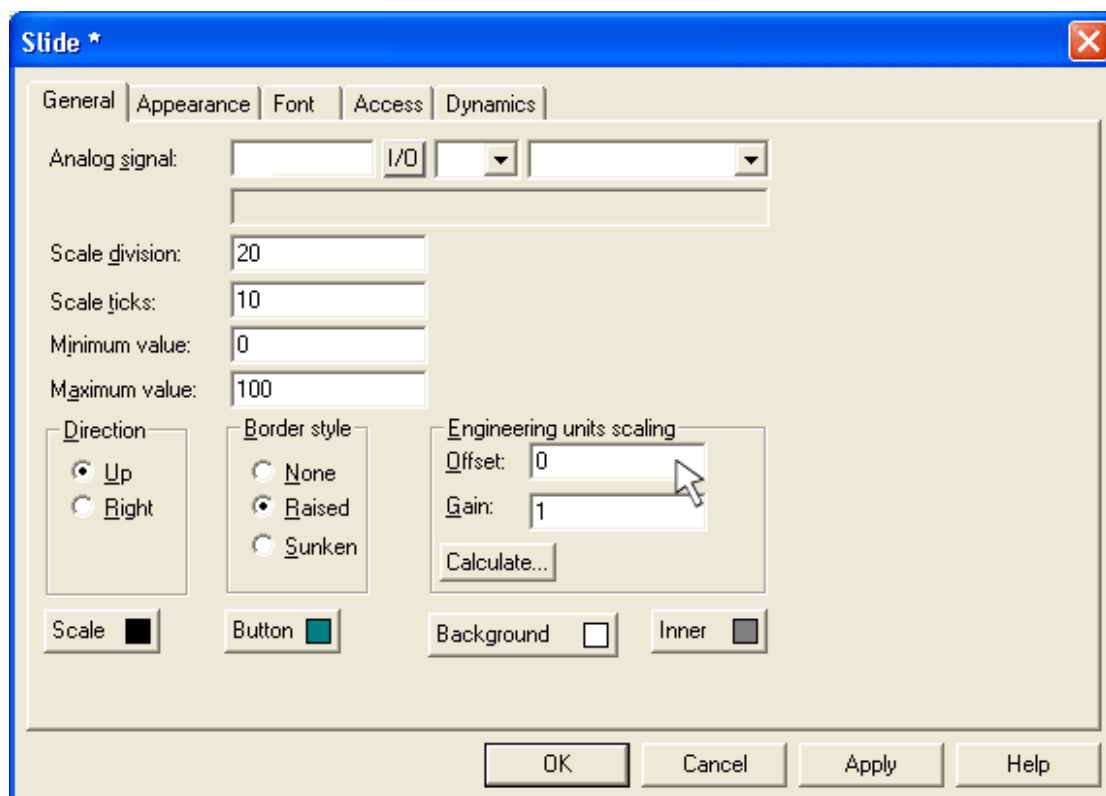 Slide *
General Appearance Font Access Dynamics
Analog signal: I/O
Scale division: 20
Scale ticks: 10
Minimum value: 0
Maximum value: 100
Direction Border style Engineering units scaling
Up None Offset: 0
Right Raised Gain: 1
Sunken Calculate...
Scale Button Background Inner
OK Cancel Apply Help